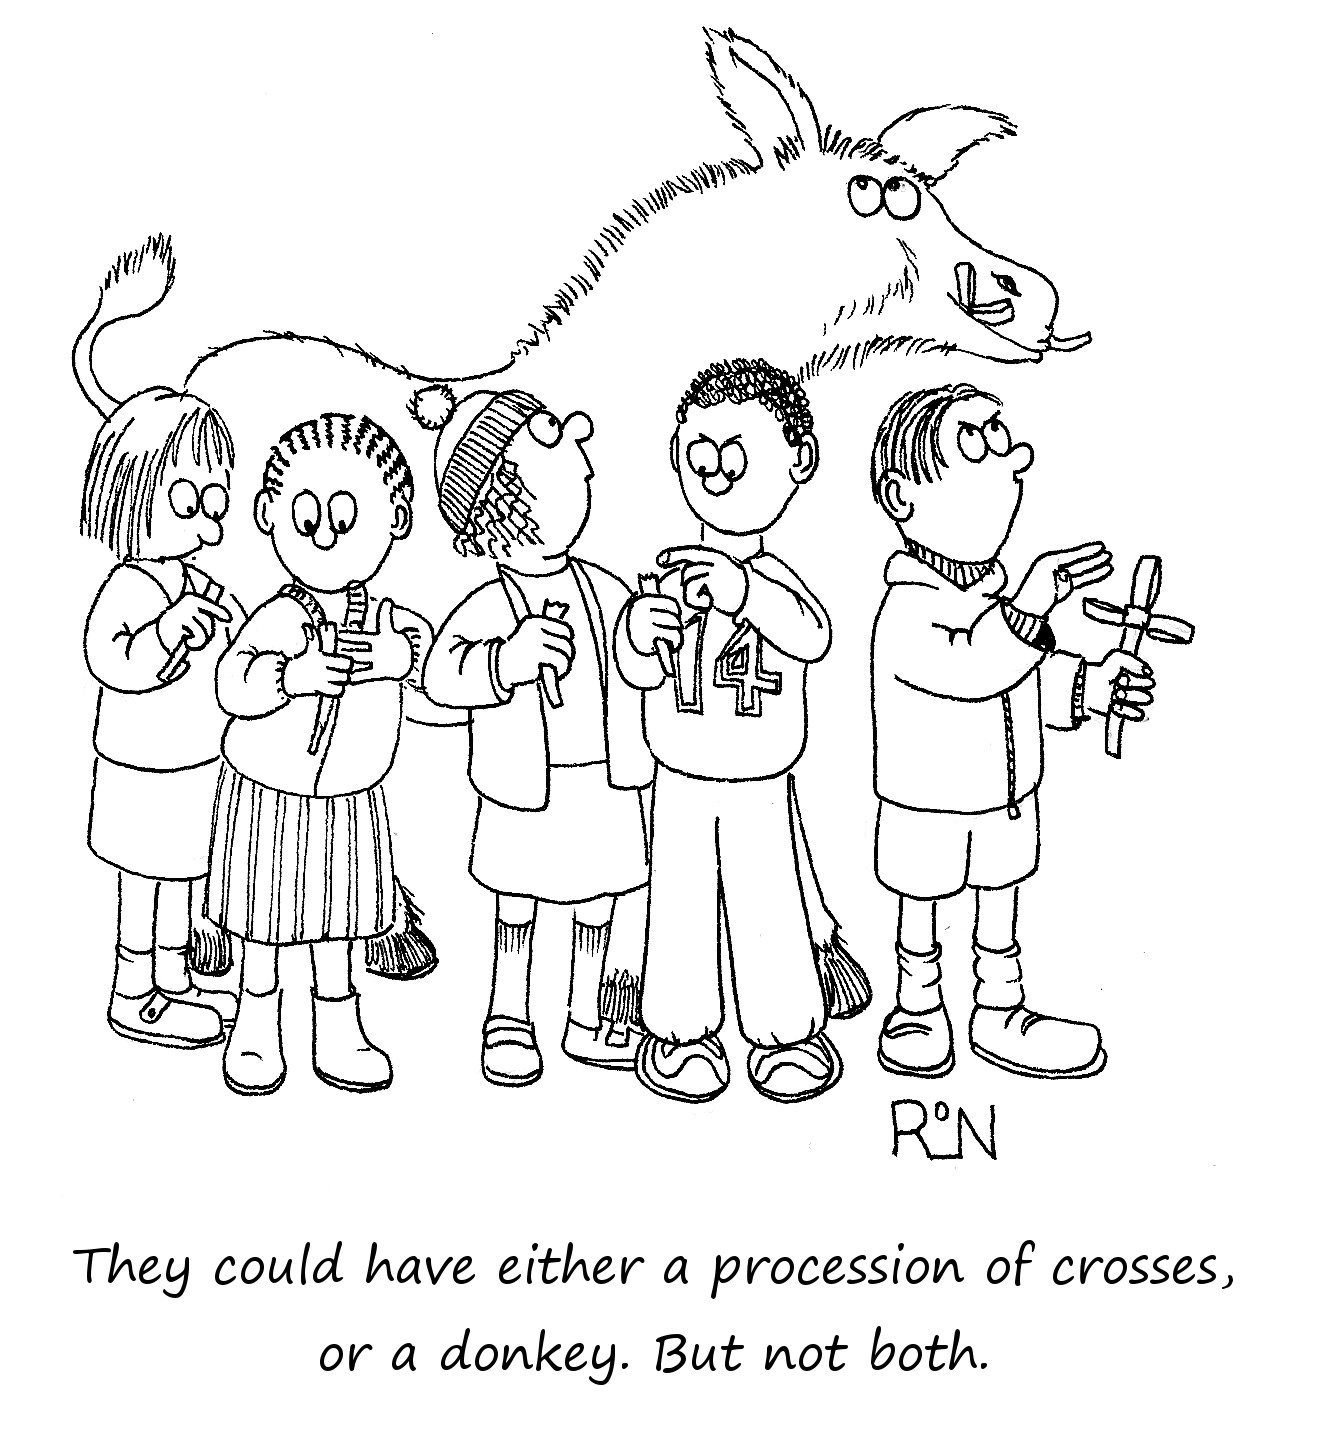 14
RoN
They could have either a procession of crosses,
or a donkey. But not both.